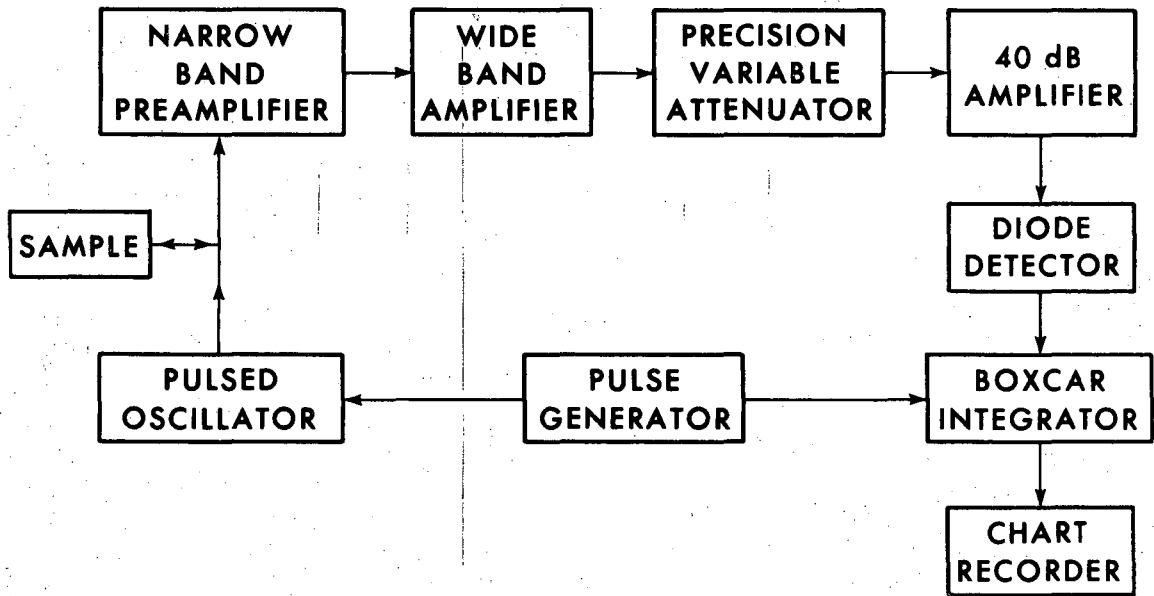 NARROW
BAND
PREAMPLIFIER
WIDE
BAND
AMPLIFIER
PRECISION
VARIABLE
ATTENUATOR
40 dB
AMPLIFIER
SAMPLE
DIODE
DETECTOR
PULSED
OSCILLATOR
PULSE
GENERATOR
BOXCAR
INTEGRATOR
CHART
RECORDER